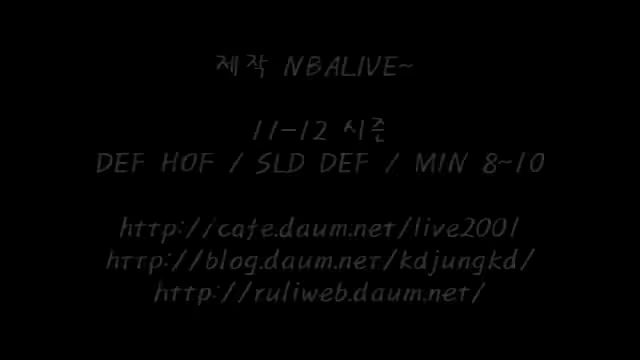 제작 NBALIVE~
11-12 시즌
DEF HOF / SLD DEF / MIN 8~10
http://cafe.daum.net/live2001
http://blog.daum.net/kdjungkd/
http://ruliweb.daum.net/